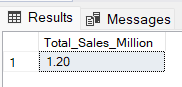 Results Messages
Total_Sales_Million
1 1.20